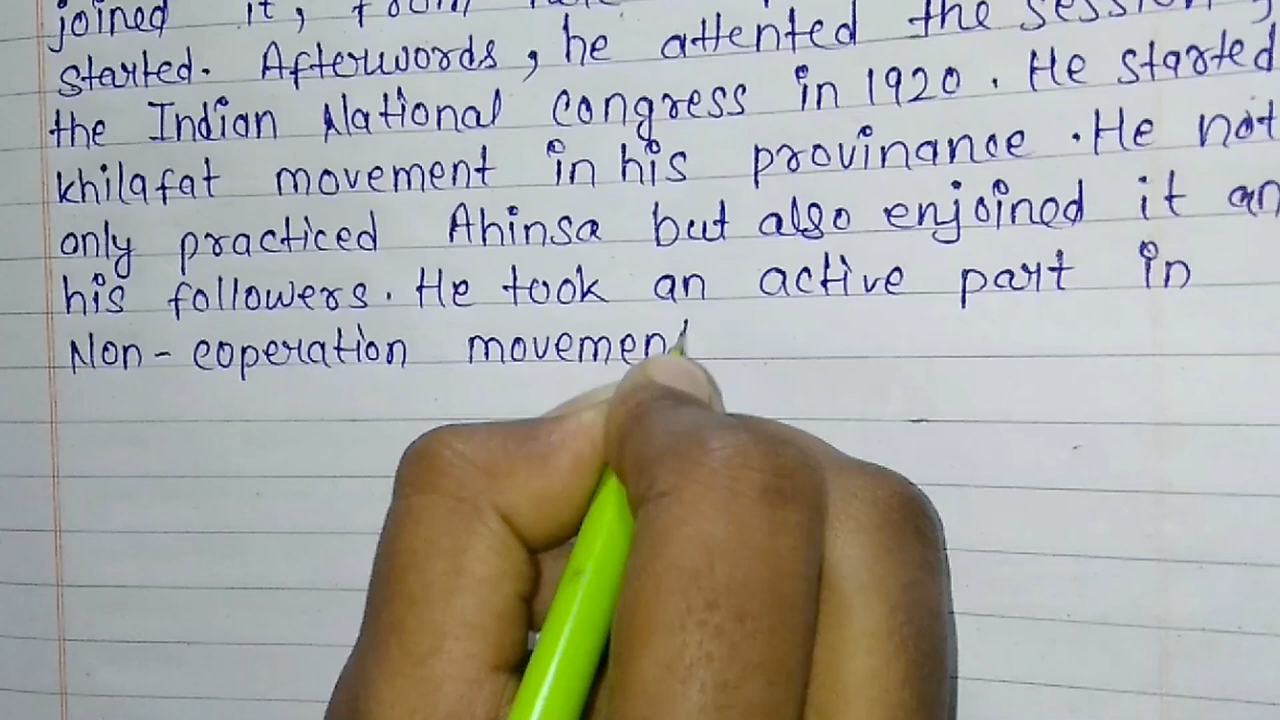 joined it,
started. Afterwords, he attented the session
the Indian National Congress in 1920. He started
khilafat movement in his provinance. He not
only practiced Ahinsa but also enjoined it an
his followers. He took an active part in
Non-coperation movemen